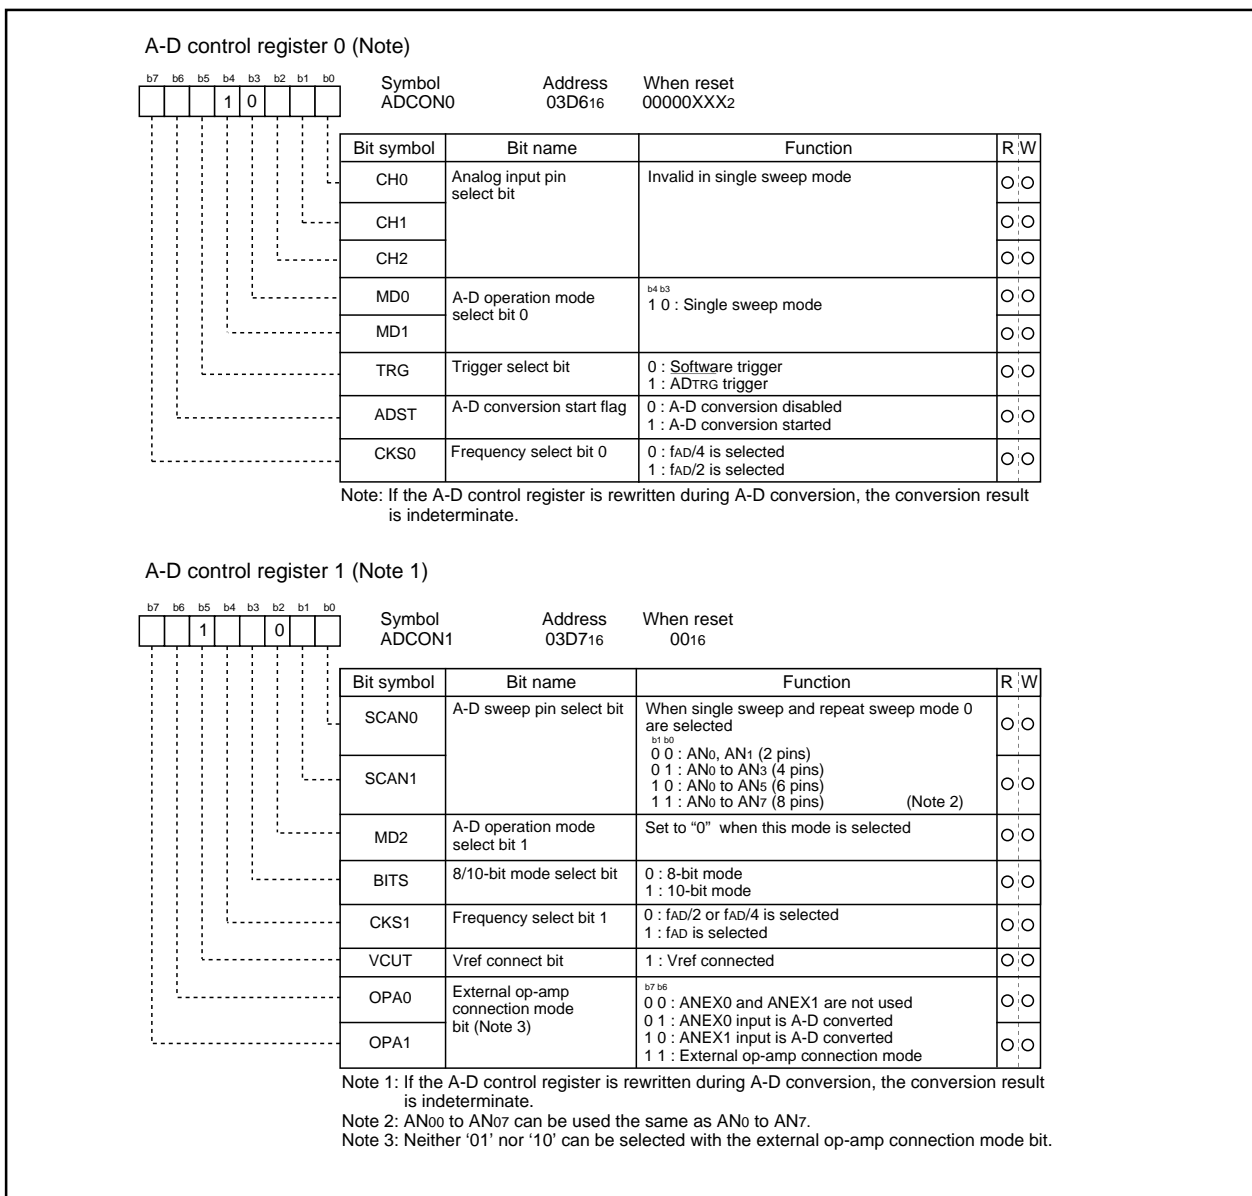 A-D control register 0 (Note)
b7 b6 b5 b4 b3 b2 b1 b0
1 0
Symbol Address When reset
ADCON0 03D616 00000XXX2
Bit symbol Bit name Function R W
CH0 Analog input pin select bit Invalid in single sweep mode
CH1
CH2
MD0 A-D operation mode select bit 0 b4 b3
1 0 : Single sweep mode
MD1
TRG Trigger select bit 0 : Software trigger
1 : ADTRG trigger
ADST A-D conversion start flag 0 : A-D conversion disabled
1 : A-D conversion started
CKS0 Frequency select bit 0 0 : fAD/4 is selected
1 : fAD/2 is selected
Note: If the A-D control register is rewritten during A-D conversion, the conversion result
is indeterminate.
A-D control register 1 (Note 1)
b7 b6 b5 b4 b3 b2 b1 b0
1 0
Symbol Address When reset
ADCON1 03D716 0016
Bit symbol Bit name Function R W
SCAN0 A-D sweep pin select bit When single sweep and repeat sweep mode 0
are selected
b1 b0
0 0 : AN0, AN1 (2 pins)
0 1 : AN0 to AN3 (4 pins)
SCAN1 1 0 : AN0 to AN5 (6 pins)
1 1 : AN0 to AN7 (8 pins) (Note 2)
MD2 A-D operation mode select bit 1 Set to “0” when this mode is selected
BITS 8/10-bit mode select bit 0 : 8-bit mode
1 : 10-bit mode
CKS1 Frequency select bit 1 0 : fAD/2 or fAD/4 is selected
1 : fAD is selected
VCUT Vref connect bit 1 : Vref connected
OPA0 External op-amp connection mode bit (Note 3) b7 b6
0 0 : ANEX0 and ANEX1 are not used
0 1 : ANEX0 input is A-D converted
OPA1 1 0 : ANEX1 input is A-D converted
1 1 : External op-amp connection mode
Note 1: If the A-D control register is rewritten during A-D conversion, the conversion result
is indeterminate.
Note 2: AN00 to AN07 can be used the same as AN0 to AN7.
Note 3: Neither ‘01’ nor ‘10’ can be selected with the external op-amp connection mode bit.